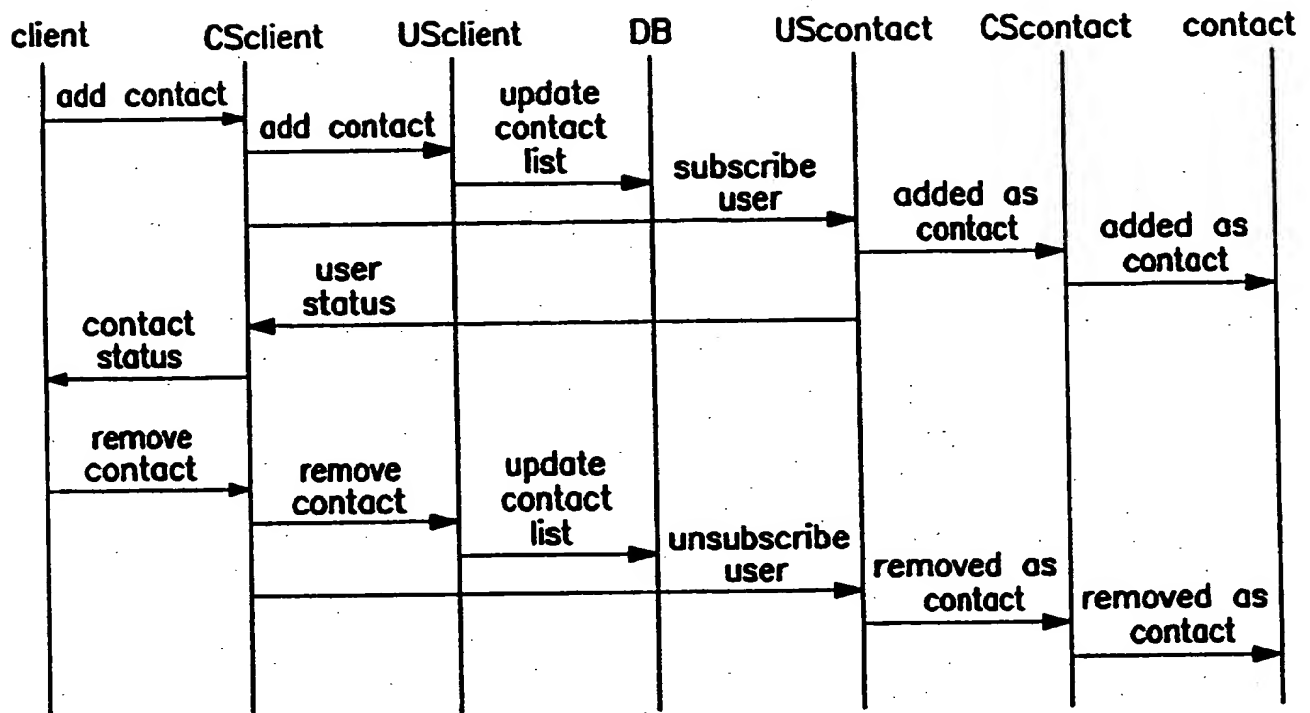 client CSclient USclient DB UScontact CScontact contact
add contact
add contact
update
contact
list
subscribe
user
added as
contact
added as
contact
user
status
contact
status
remove
contact
remove
contact
update
contact
list
unsubscribe
user
removed as
contact
removed as
contact